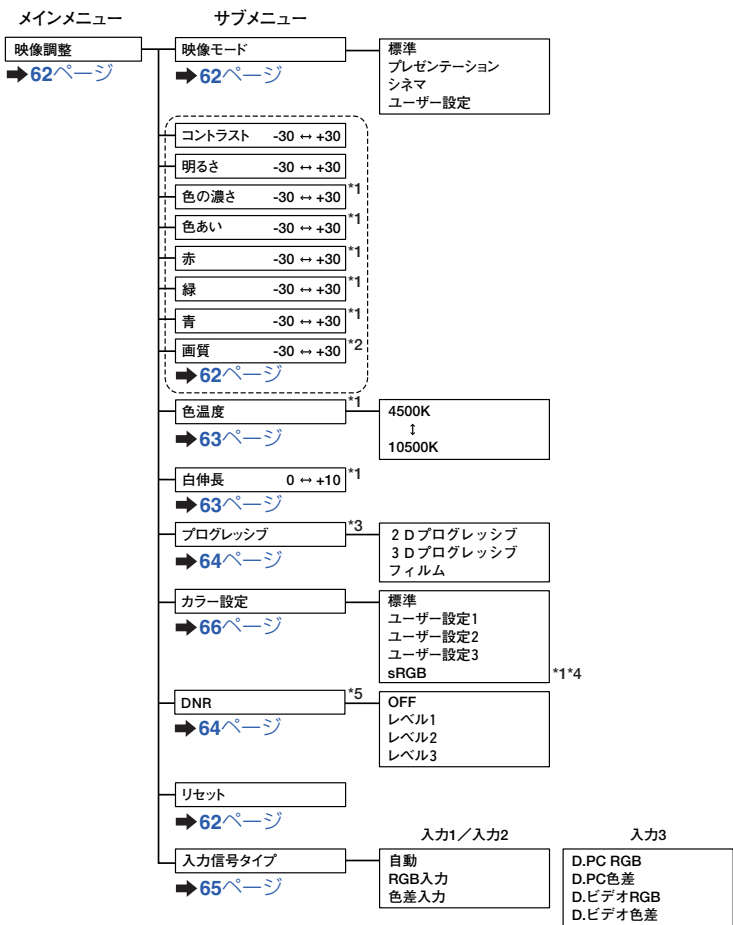 メインメニュー サブメニュー
映像調整 映像モード 標準
➡62ページ ➡62ページ プレゼンテーション
シネマ
ユーザー設定
コントラスト -30 ↔ +30
明るさ -30 ↔ +30
色の濃さ -30 ↔ +30 *1
色あい -30 ↔ +30 *1
赤 -30 ↔ +30 *1
緑 -30 ↔ +30 *1
青 -30 ↔ +30 *1
画質 -30 ↔ +30 *2
➡62ページ
色温度 *1 4500K
↕
➡63ページ 10500K
白伸長 0 ↔ +10 *1
➡63ページ
プログレッシブ *3 2Dプログレッシブ
➡64ページ 3Dプログレッシブ
フィルム
カラー設定 標準
➡66ページ ユーザー設定1
ユーザー設定2
ユーザー設定3
sRGB *1*4
DNR *5 OFF
➡64ページ レベル1
レベル2
レベル3
リセット
➡62ページ
入力1／入力2 入力3
入力信号タイプ 自動 D.PC RGB
➡65ページ RGB入力 D.PC色差
色差入力 D.ビデオRGB
D.ビデオ色差